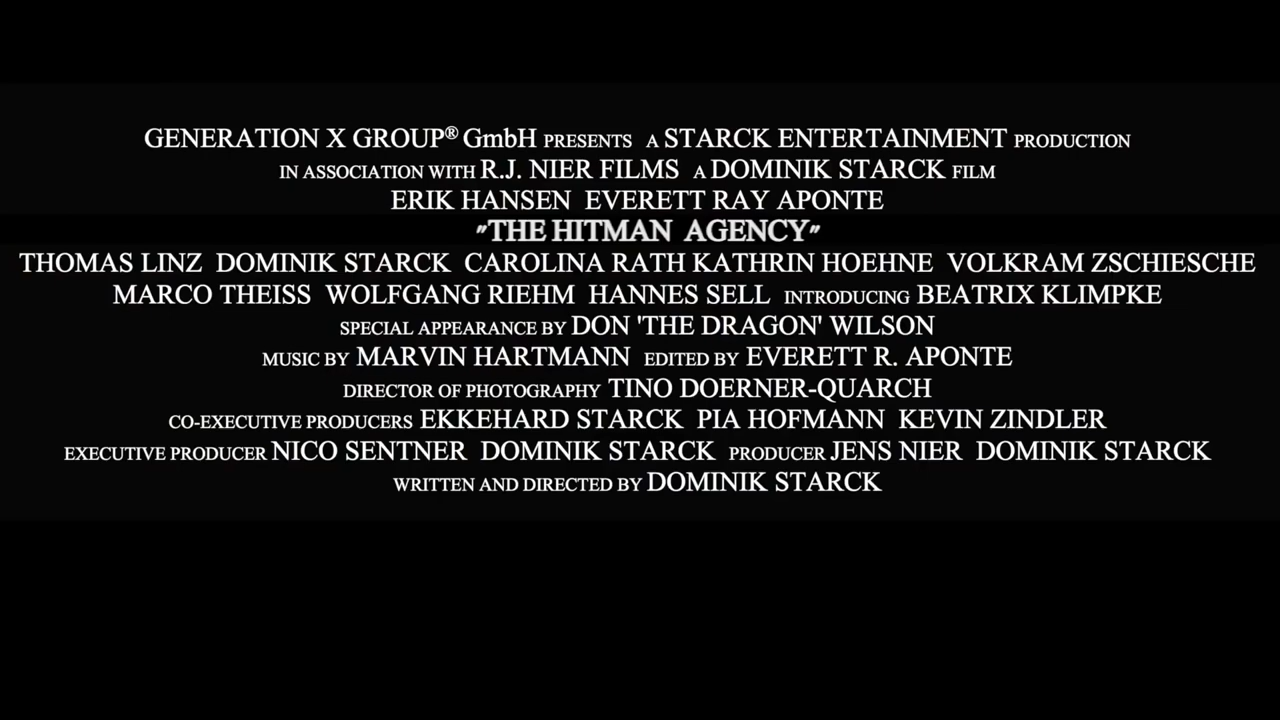 GENERATION X GROUP® GmbH PRESENTS A STARCK ENTERTAINMENT PRODUCTION
IN ASSOCIATION WITH R.J. NIER FILMS A DOMINIK STARCK FILM
ERIK HANSEN EVERETT RAY APONTE
"THE HITMAN AGENCY"
THOMAS LINZ DOMINIK STARCK CAROLINA RATH KATHRIN HOEHNE VOLKRAM ZSCHIESCHE
MARCO THEISS WOLFGANG RIEHM HANNES SELL INTRODUCING BEATRIX KLIMPKE
SPECIAL APPEARANCE BY DON 'THE DRAGON' WILSON
MUSIC BY MARVIN HARTMANN EDITED BY EVERETT R. APONTE
DIRECTOR OF PHOTOGRAPHY TINO DOERNER-QUARCH
CO-EXECUTIVE PRODUCERS EKKEHARD STARCK PIA HOFMANN KEVIN ZINDLER
EXECUTIVE PRODUCER NICO SENTNER DOMINIK STARCK PRODUCER JENS NIER DOMINIK STARCK
WRITTEN AND DIRECTED BY DOMINIK STARCK